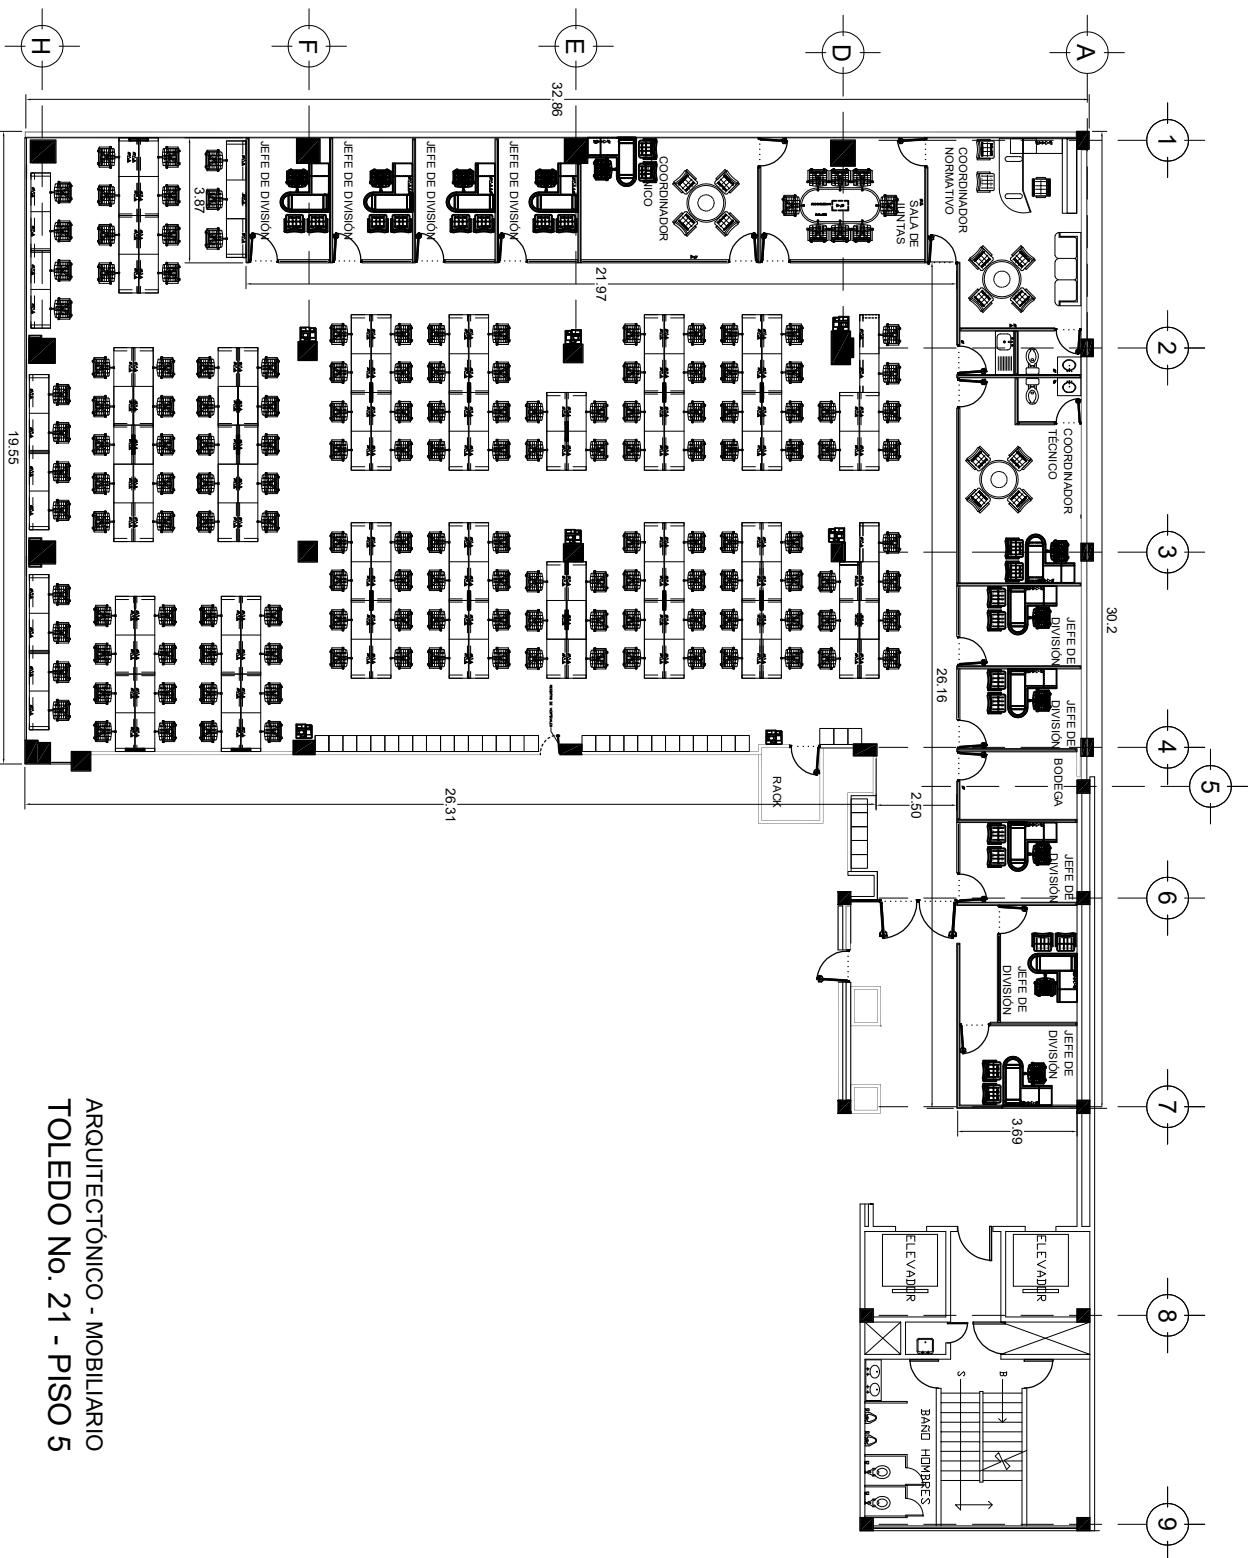 H
F
E
D
A
1
2
3
4
5
6
7
8
9
32.86
19.55
3.87
21.97
30.2
26.16
26.31
2.50
3.69
JEFE DE DIVISIÓN
JEFE DE DIVISIÓN
JEFE DE DIVISIÓN
JEFE DE DIVISIÓN
COORDINADOR
SALA DE
JUNTAS
COORDINADOR
NORMATIVO
COORDINADOR
TÉCNICO
JEFE DE
DIVISIÓN
JEFE DE
DIVISIÓN
BODEGA
JEFE DE
DIVISIÓN
JEFE DE
DIVISIÓN
JEFE DE
DIVISIÓN
RACK
ELEVADOR
ELEVADOR
B
S
BAÑO HOMBRES
ARQUITECTÓNICO - MOBILIARIO
TOLEDO No. 21 - PISO 5